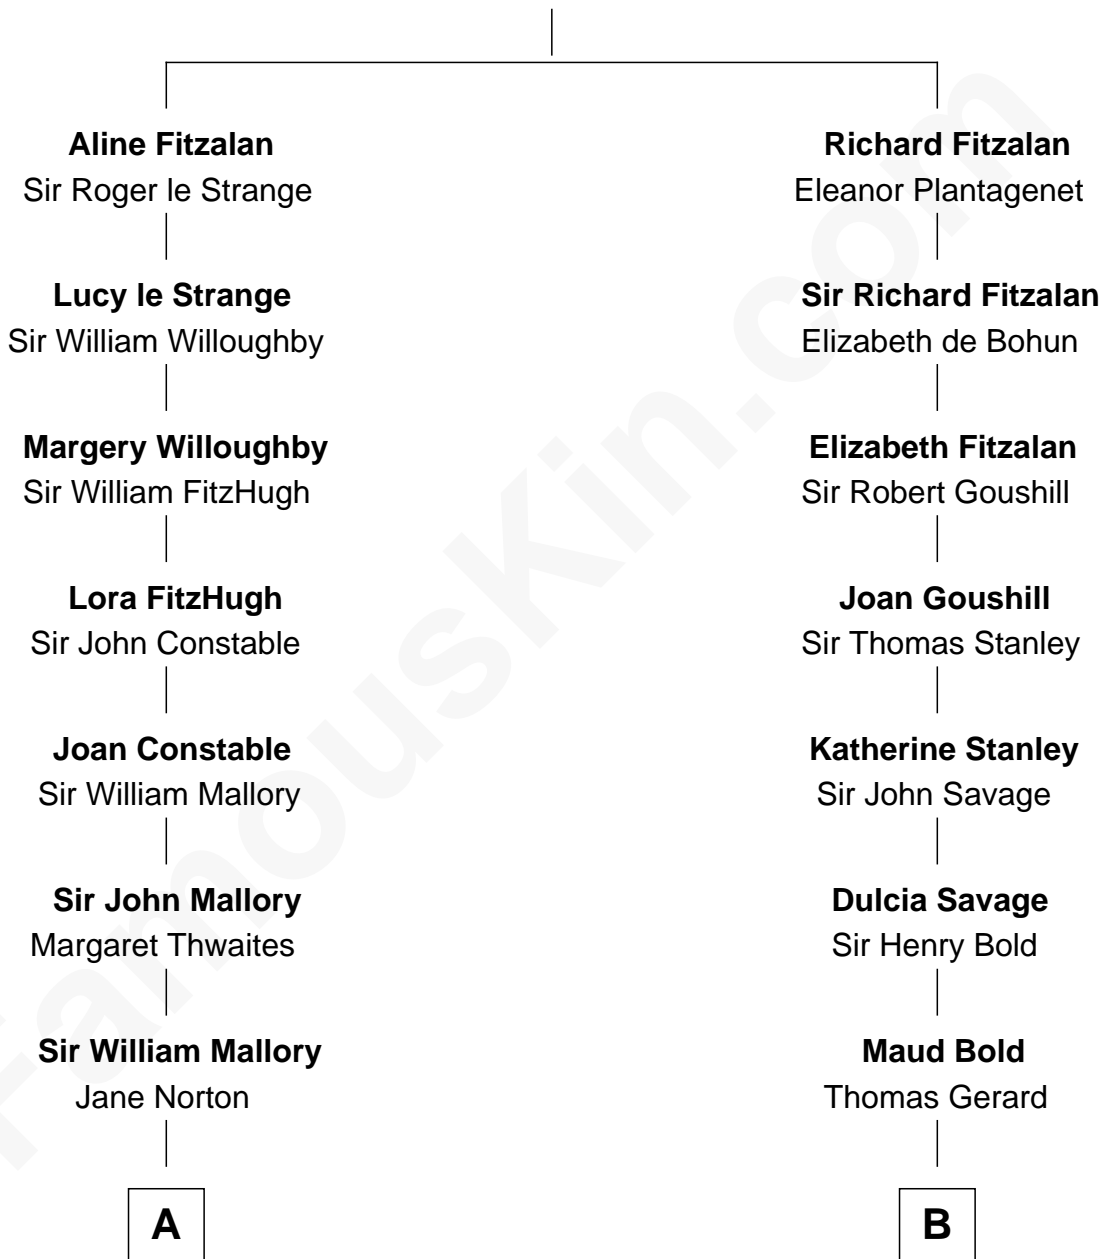 Aline Fitzalan
Sir Roger le Strange
Richard Fitzalan
Eleanor Plantagenet
Lucy le Strange
Sir William Willoughby
Sir Richard Fitzalan
Elizabeth de Bohun
Margery Willoughby
Sir William FitzHugh
Elizabeth Fitzalan
Sir Robert Goushill
Lora FitzHugh
Sir John Constable
Joan Goushill
Sir Thomas Stanley
Joan Constable
Sir William Mallory
Katherine Stanley
Sir John Savage
Sir John Mallory
Margaret Thwaites
Dulcia Savage
Sir Henry Bold
Sir William Mallory
Jane Norton
Maud Bold
Thomas Gerard
A
B
FamousKin.com